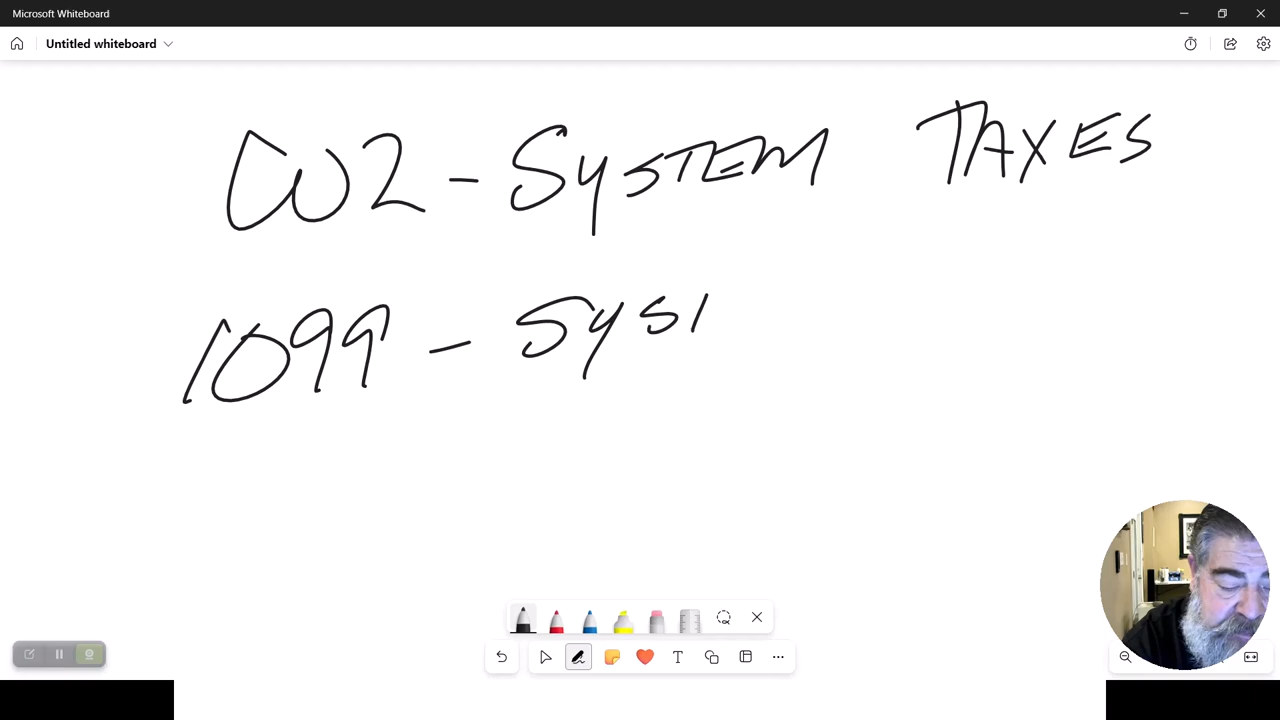 Microsoft Whiteboard
Untitled whiteboard
W2 - SYSTEM TAXES
1099 - SYS